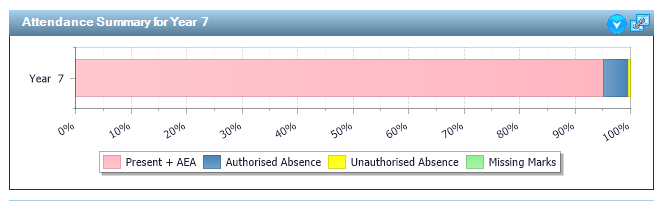 Attendance Summary for Year 7
Year 7
0% 10% 20% 30% 40% 50% 60% 70% 80% 90% 100%
Present + AEA Authorised Absence Unauthorised Absence Missing Marks